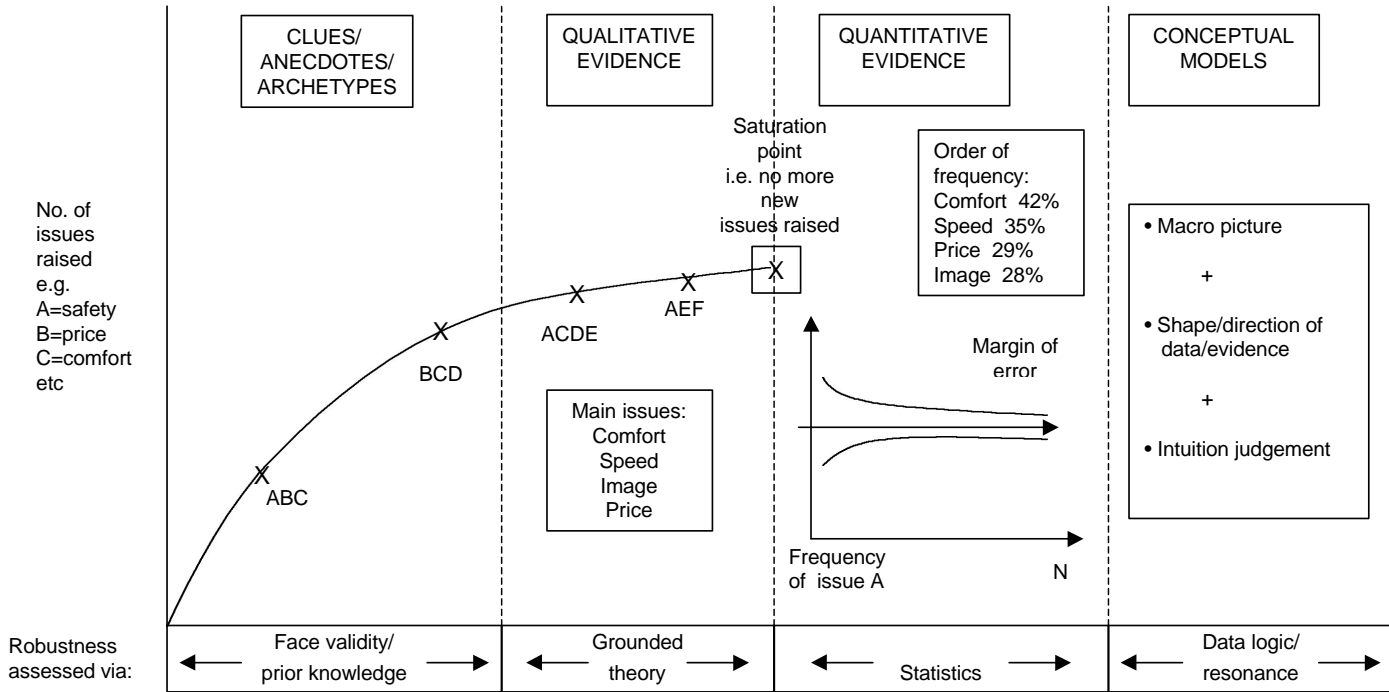 CLUES/
ANECDOTES/
ARCHETYPES
QUALITATIVE
EVIDENCE
QUANTITATIVE
EVIDENCE
CONCEPTUAL
MODELS
No. of
issues
raised
e.g.
A=safety
B=price
C=comfort
etc
X
ABC
X
BCD
X
ACDE
X
AEF
Saturation
point
i.e. no more
new
issues raised
X
Main issues:
Comfort
Speed
Image
Price
Order of
frequency:
Comfort 42%
Speed 35%
Price 29%
Image 28%
Margin of
error
Frequency
of issue A
N
• Macro picture
+
• Shape/direction of
data/evidence
+
• Intuition judgement
Robustness
assessed via:
Face validity/
prior knowledge
Grounded
theory
Statistics
Data logic/
resonance